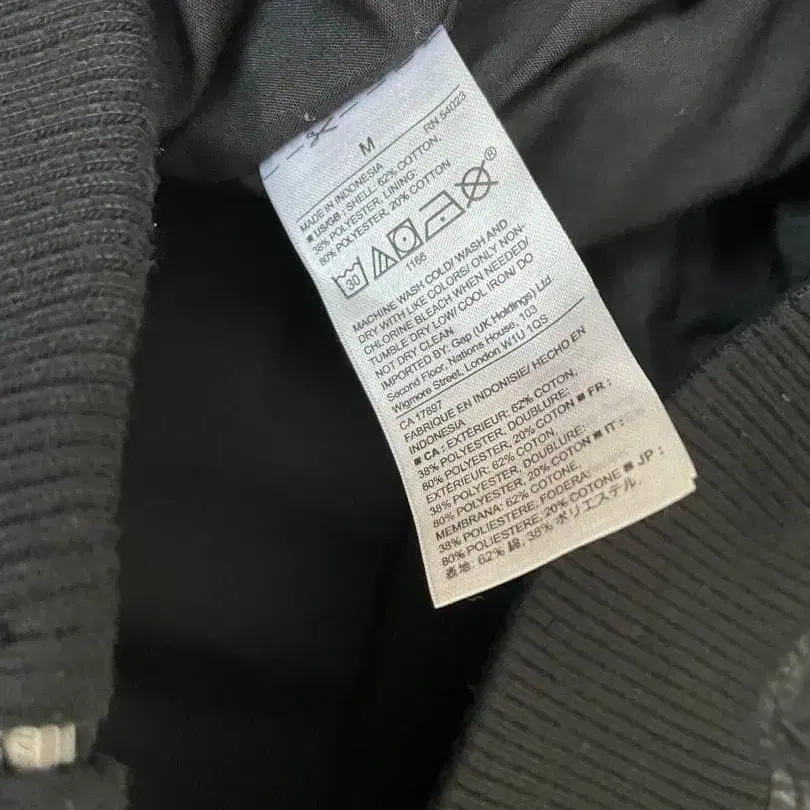 M
RN 54023
MADE IN INDONESIA
■ US/GB : SHELL: 62% COTTON,
38% POLYESTER, LINING:
80% POLYESTER, 20% COTTON
30
1166
MACHINE WASH COLD/ WASH AND
DRY WITH LIKE COLORS/ ONLY NON-
CHLORINE BLEACH WHEN NEEDED/
TUMBLE DRY LOW/ COOL IRON/ DO
NOT DRY CLEAN
IMPORTED BY: Gap (UK Holdings) Ltd.
Second Floor, Nations House, 103
Wigmore Street, London W1U 1QS
CA 17897
FABRIQUE EN INDONISIE/ HECHO EN
INDONESIA
■ CA : EXTÉRIEUR: 62% COTON,
38% POLYESTER, DOUBLURE:
80% POLYESTER, 20% COTON ■ FR :
EXTÉRIEUR: 62% COTON,
38% POLYESTER, DOUBLURE:
80% POLYESTER, 20% COTON ■ IT :
MEMBRANA: 62% COTONE,
38% POLIESTERE, FODERA:
80% POLIESTERE, 20% COTONE ■ JP :
表地: 62% 綿, 38% ポリエステル,